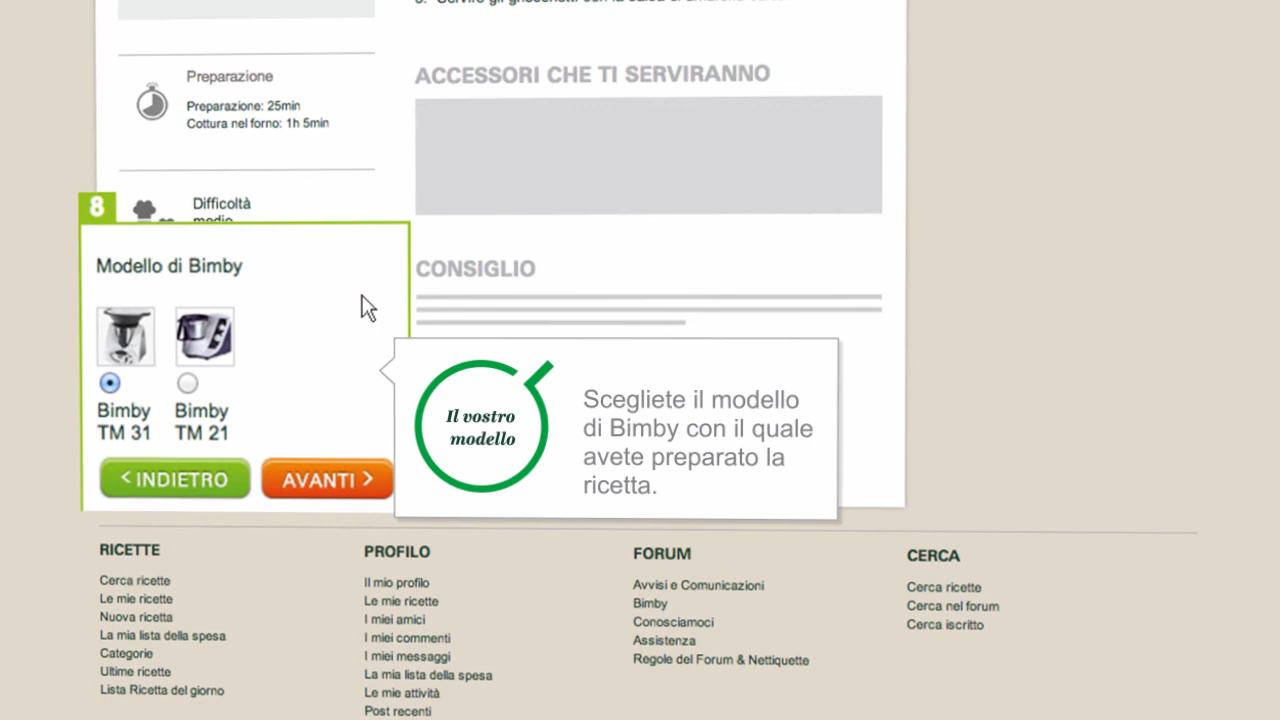 ACCESSORI CHE TI SERVIRANNO
Preparazione
Preparazione: 25min
Cottura nel forno: 1h 5min
8
Difficoltà
medio
Modello di Bimby
CONSIGLIO
Bimby
TM 31
Bimby
TM 21
< INDIETRO
AVANTI >
Il vostro
modello
Scegliete il modello
di Bimby con il quale
avete preparato la
ricetta.
RICETTE
Cerca ricette
Le mie ricette
Nuova ricetta
La mia lista della spesa
Categorie
Ultime ricette
Lista Ricetta del giorno
PROFILO
Il mio profilo
Le mie ricette
I miei amici
I miei commenti
I miei messaggi
La mia lista della spesa
Le mie attività
Post recenti
FORUM
Avvisi e Comunicazioni
Bimby
Conosciamoci
Assistenza
Regole del Forum & Nettiquette
CERCA
Cerca ricette
Cerca nel forum
Cerca iscritto